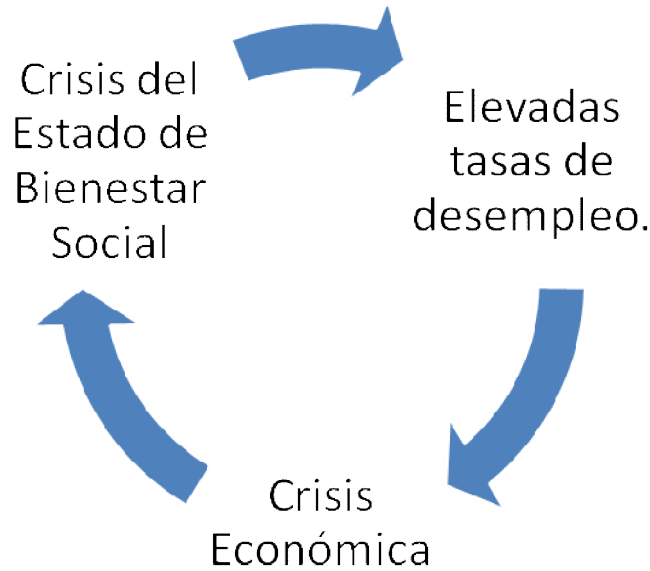 Crisis del
Estado de
Bienestar
Social
Elevadas
tasas de
desempleo.
Crisis
Económica